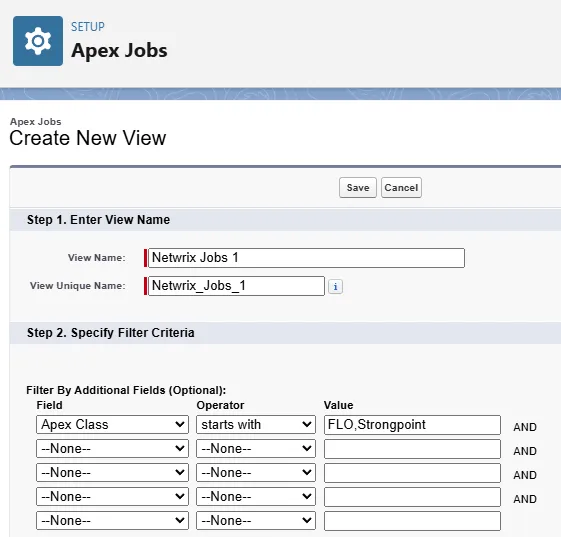 SETUP
Apex Jobs
Apex Jobs
Create New View
Save Cancel
Step 1. Enter View Name
View Name: Netwrix Jobs 1
View Unique Name: Netwrix_Jobs_1 i
Step 2. Specify Filter Criteria
Filter By Additional Fields (Optional):
Field Operator Value
Apex Class starts with FLO,Strongpoint AND
--None-- --None-- AND
--None-- --None-- AND
--None-- --None-- AND
--None-- --None--